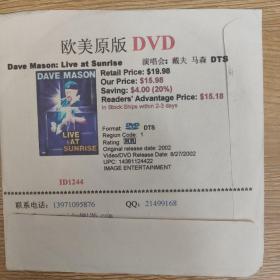 欧美原版 DVD
Dave Mason: Live at Sunrise 演唱会: 戴夫 马森 DTS
DAVE MASON
LIVE AT SUNRISE
Retail Price: $19.98
Our Price: $15.98
Saving: $4.00 (20%)
Readers' Advantage Price: $15.18
In Stock:Ships within 2-3 days
Format: DVD DTS
Region Code: 1
Rating: NR
Original release date: 2002
Video/DVD Release Date: 8/27/2002
UPC: 14381124422
IMAGE ENTERTAINMENT
ID1244
联系电话: 13971095876 QQ: 21499168